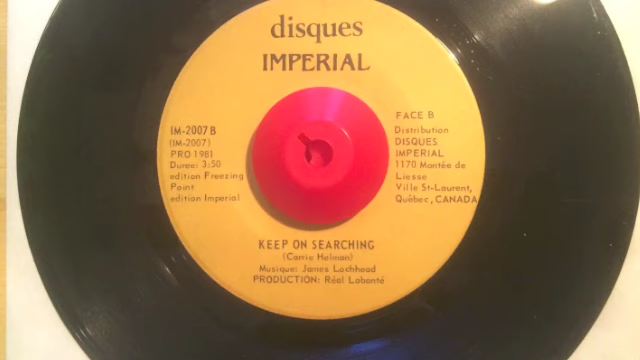 disques
IMPERIAL
IM-2007 B
(IM-2007)
PRO 1981
Duree: 3:50
edition Freezing
Point
edition Imperial
FACE B
Distribution
DISQUES
IMPERIAL
1170 Montée de
Liesse
Ville St-Laurent,
Québec, CANADA
KEEP ON SEARCHING
(Carrie Helman)
Musique: James Lochhead
PRODUCTION: Réal Labonté